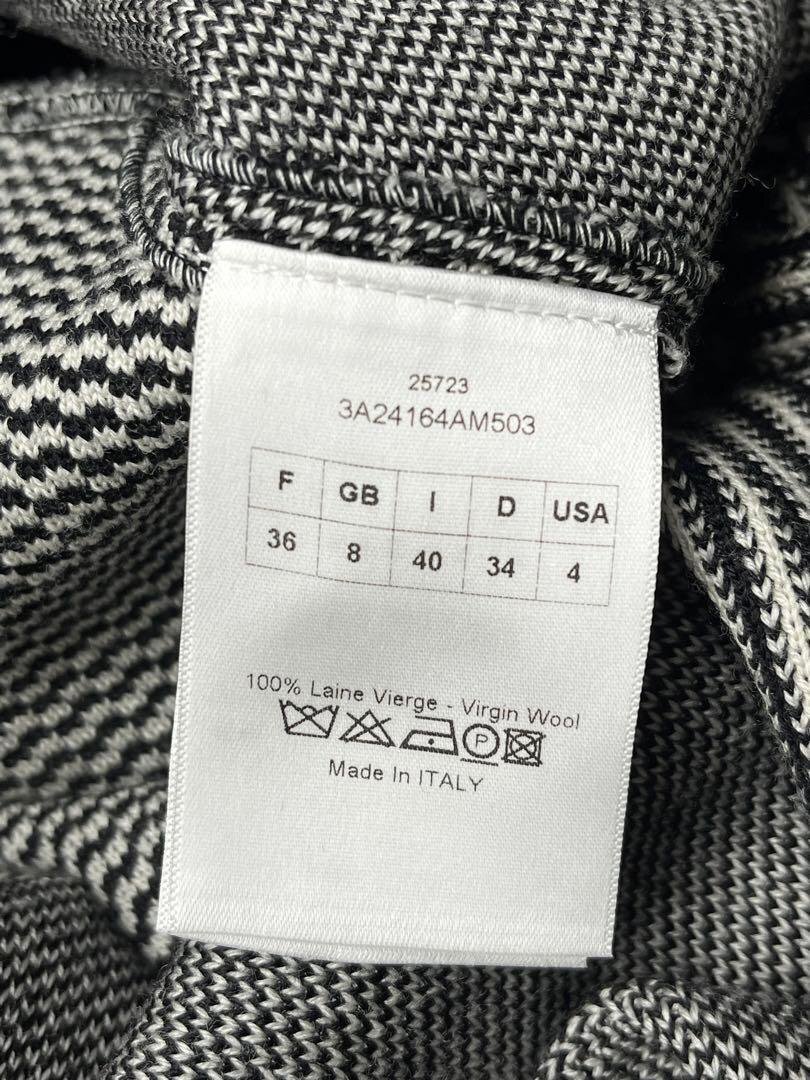 25723
3A24164AM503
F GB I D USA
36 8 40 34 4
100% Laine Vierge - Virgin Wool
P
Made In ITALY